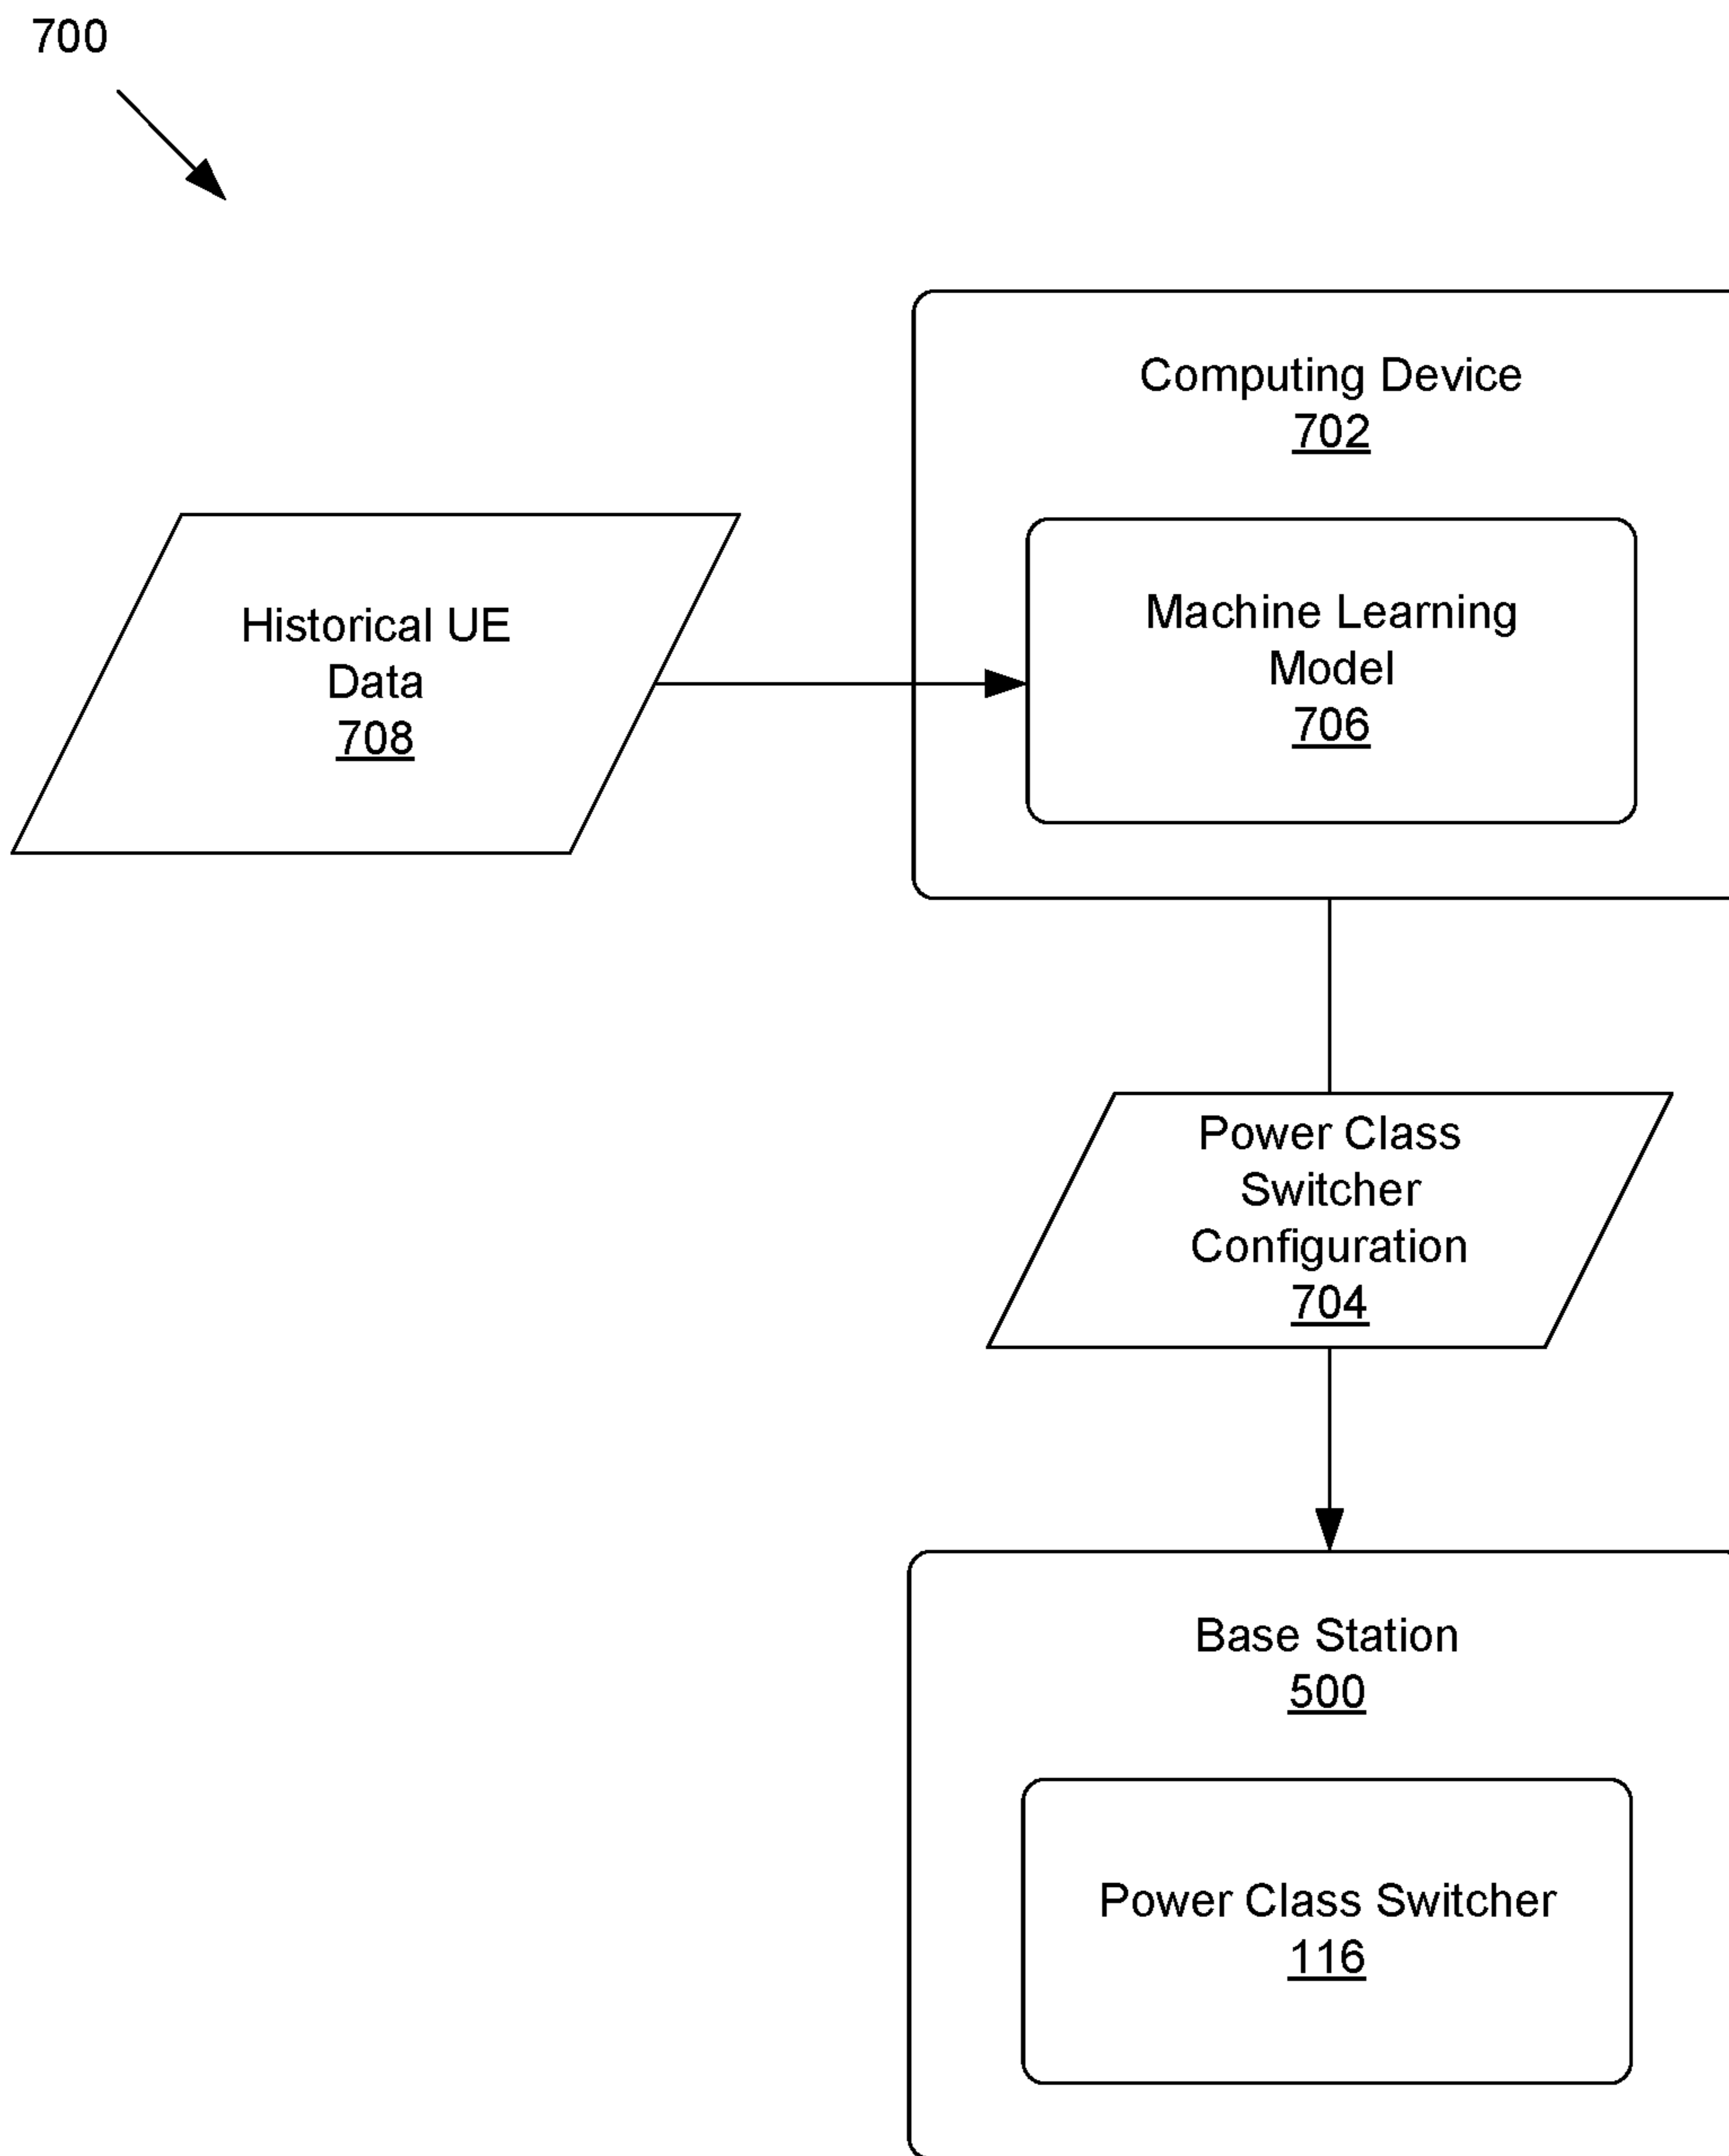 700
Computing Device
702
Historical UE
Data
708
Machine Learning
Model
706
Power Class
Switcher
Configuration
704
Base Station
500
Power Class Switcher
116